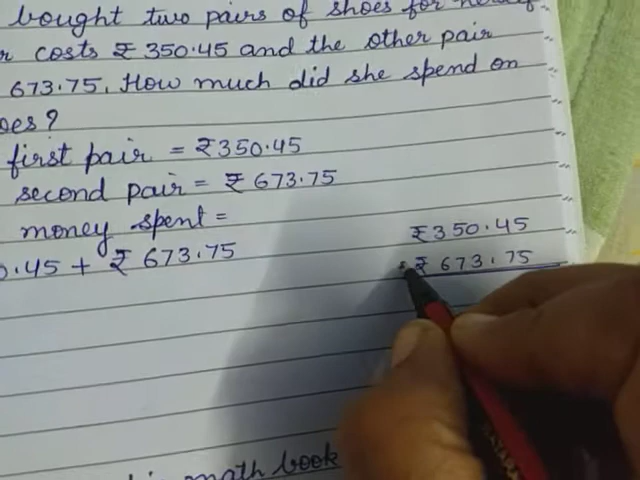 bought two pairs of shoes for
costs ₹ 350.45 and the other pair
673.75. How much did she spend on
first pair = ₹350.45
second pair = ₹ 673.75
money spent =
.45 + ₹ 673.75
₹350.45
₹ 673.75
math book